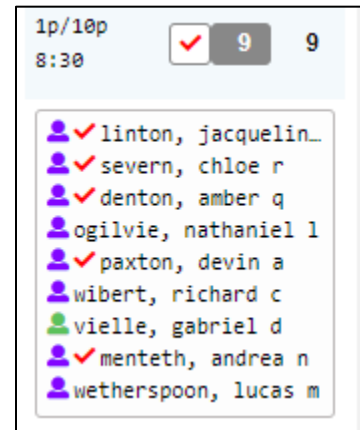 1p/10p
8:30
9 9
linton, jacquelin…
severn, chloe r
denton, amber q
ogilvie, nathaniel l
paxton, devin a
wibert, richard c
vielle, gabriel d
menteth, andrea n
wetherspoon, lucas m